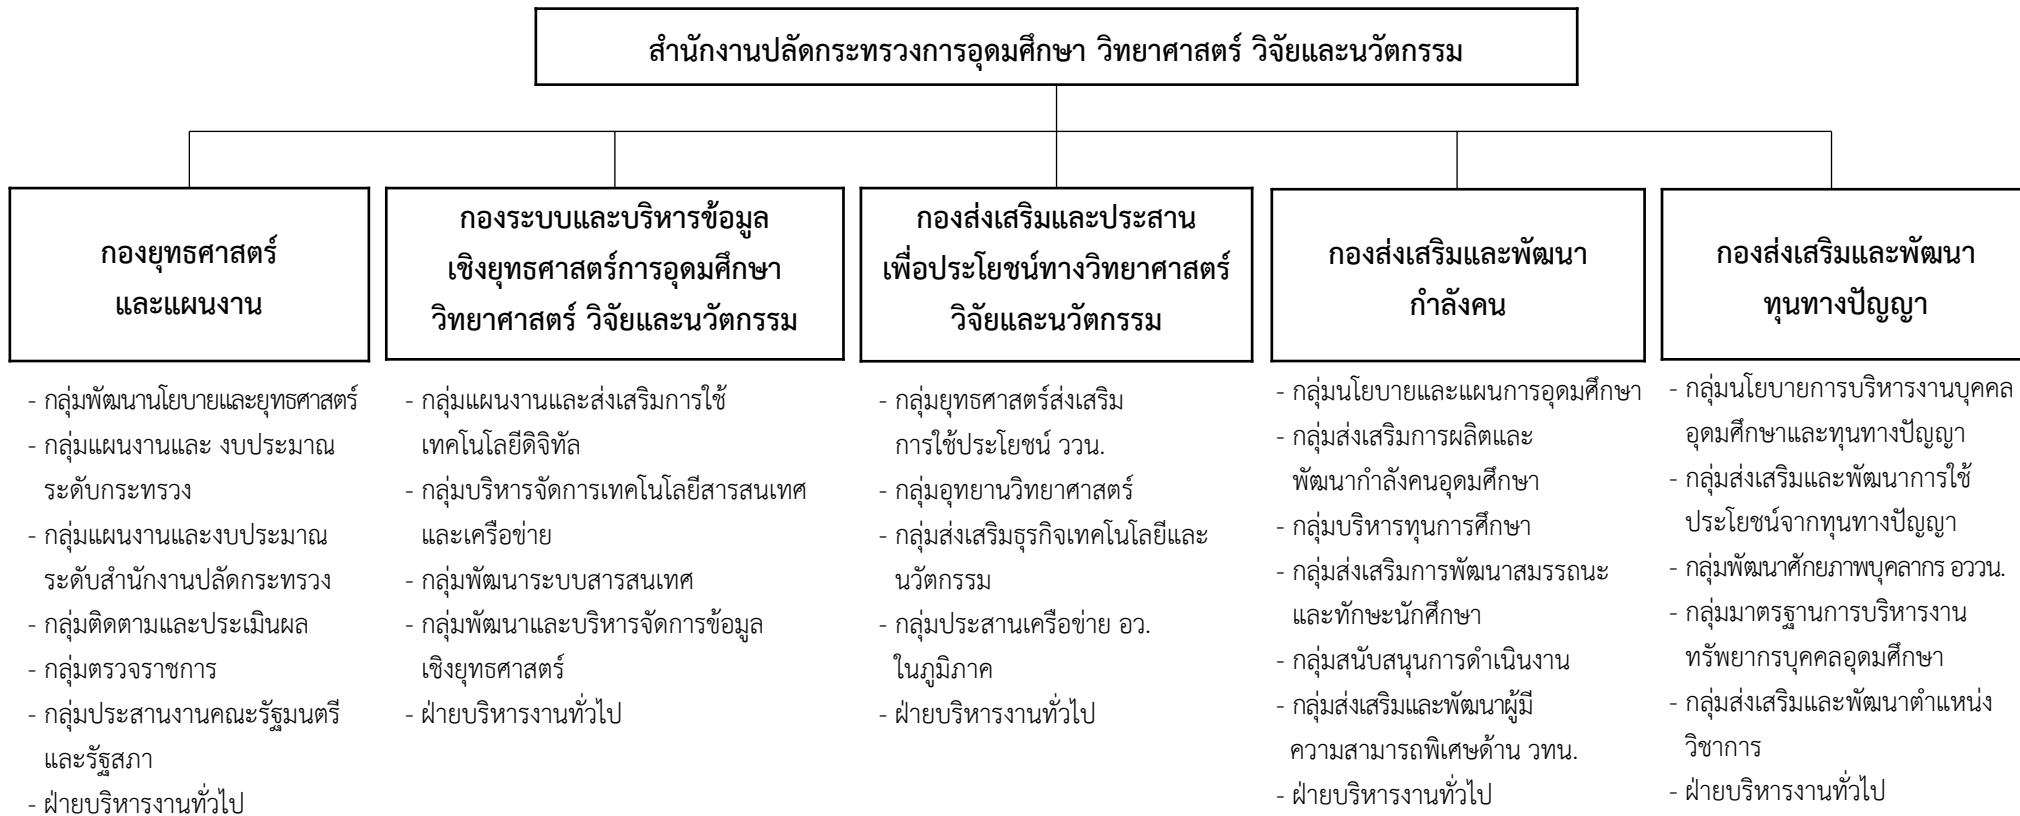 สำนักงานปลัดกระทรวงการอุดมศึกษา วิทยาศาสตร์ วิจัยและนวัตกรรม
กองยุทธศาสตร์
และแผนงาน
- กลุ่มพัฒนานโยบายและยุทธศาสตร์
- กลุ่มแผนงานและ งบประมาณ
ระดับกระทรวง
- กลุ่มแผนงานและงบประมาณ
ระดับสำนักงานปลัดกระทรวง
- กลุ่มติดตามและประเมินผล
- กลุ่มตรวจราชการ
- กลุ่มประสานงานคณะรัฐมนตรี
และรัฐสภา
- ฝ่ายบริหารงานทั่วไป
กองระบบและบริหารข้อมูล
เชิงยุทธศาสตร์การอุดมศึกษา
วิทยาศาสตร์ วิจัยและนวัตกรรม
- กลุ่มแผนงานและส่งเสริมการใช้
เทคโนโลยีดิจิทัล
- กลุ่มบริหารจัดการเทคโนโลยีสารสนเทศ
และเครือข่าย
- กลุ่มพัฒนาระบบสารสนเทศ
- กลุ่มพัฒนาและบริหารจัดการข้อมูล
เชิงยุทธศาสตร์
- ฝ่ายบริหารงานทั่วไป
กองส่งเสริมและประสาน
เพื่อประโยชน์ทางวิทยาศาสตร์
วิจัยและนวัตกรรม
- กลุ่มยุทธศาสตร์ส่งเสริม
การใช้ประโยชน์ ววน.
- กลุ่มอุทยานวิทยาศาสตร์
- กลุ่มส่งเสริมธุรกิจเทคโนโลยีและ
นวัตกรรม
- กลุ่มประสานเครือข่าย อว.
ในภูมิภาค
- ฝ่ายบริหารงานทั่วไป
กองส่งเสริมและพัฒนา
กำลังคน
- กลุ่มนโยบายและแผนการอุดมศึกษา
- กลุ่มส่งเสริมการผลิตและ
พัฒนากำลังคนอุดมศึกษา
- กลุ่มบริหารทุนการศึกษา
- กลุ่มส่งเสริมการพัฒนาสมรรถนะ
และทักษะนักศึกษา
- กลุ่มสนับสนุนการดำเนินงาน
- กลุ่มส่งเสริมและพัฒนาผู้มี
ความสามารถพิเศษด้าน วทน.
- ฝ่ายบริหารงานทั่วไป
กองส่งเสริมและพัฒนา
ทุนทางปัญญา
- กลุ่มนโยบายการบริหารงานบุคคล
อุดมศึกษาและทุนทางปัญญา
- กลุ่มส่งเสริมและพัฒนาการใช้
ประโยชน์จากทุนทางปัญญา
- กลุ่มพัฒนาศักยภาพบุคลากร อววน.
- กลุ่มมาตรฐานการบริหารงาน
ทรัพยากรบุคคลอุดมศึกษา
- กลุ่มส่งเสริมและพัฒนาตำแหน่ง
วิชาการ
- ฝ่ายบริหารงานทั่วไป